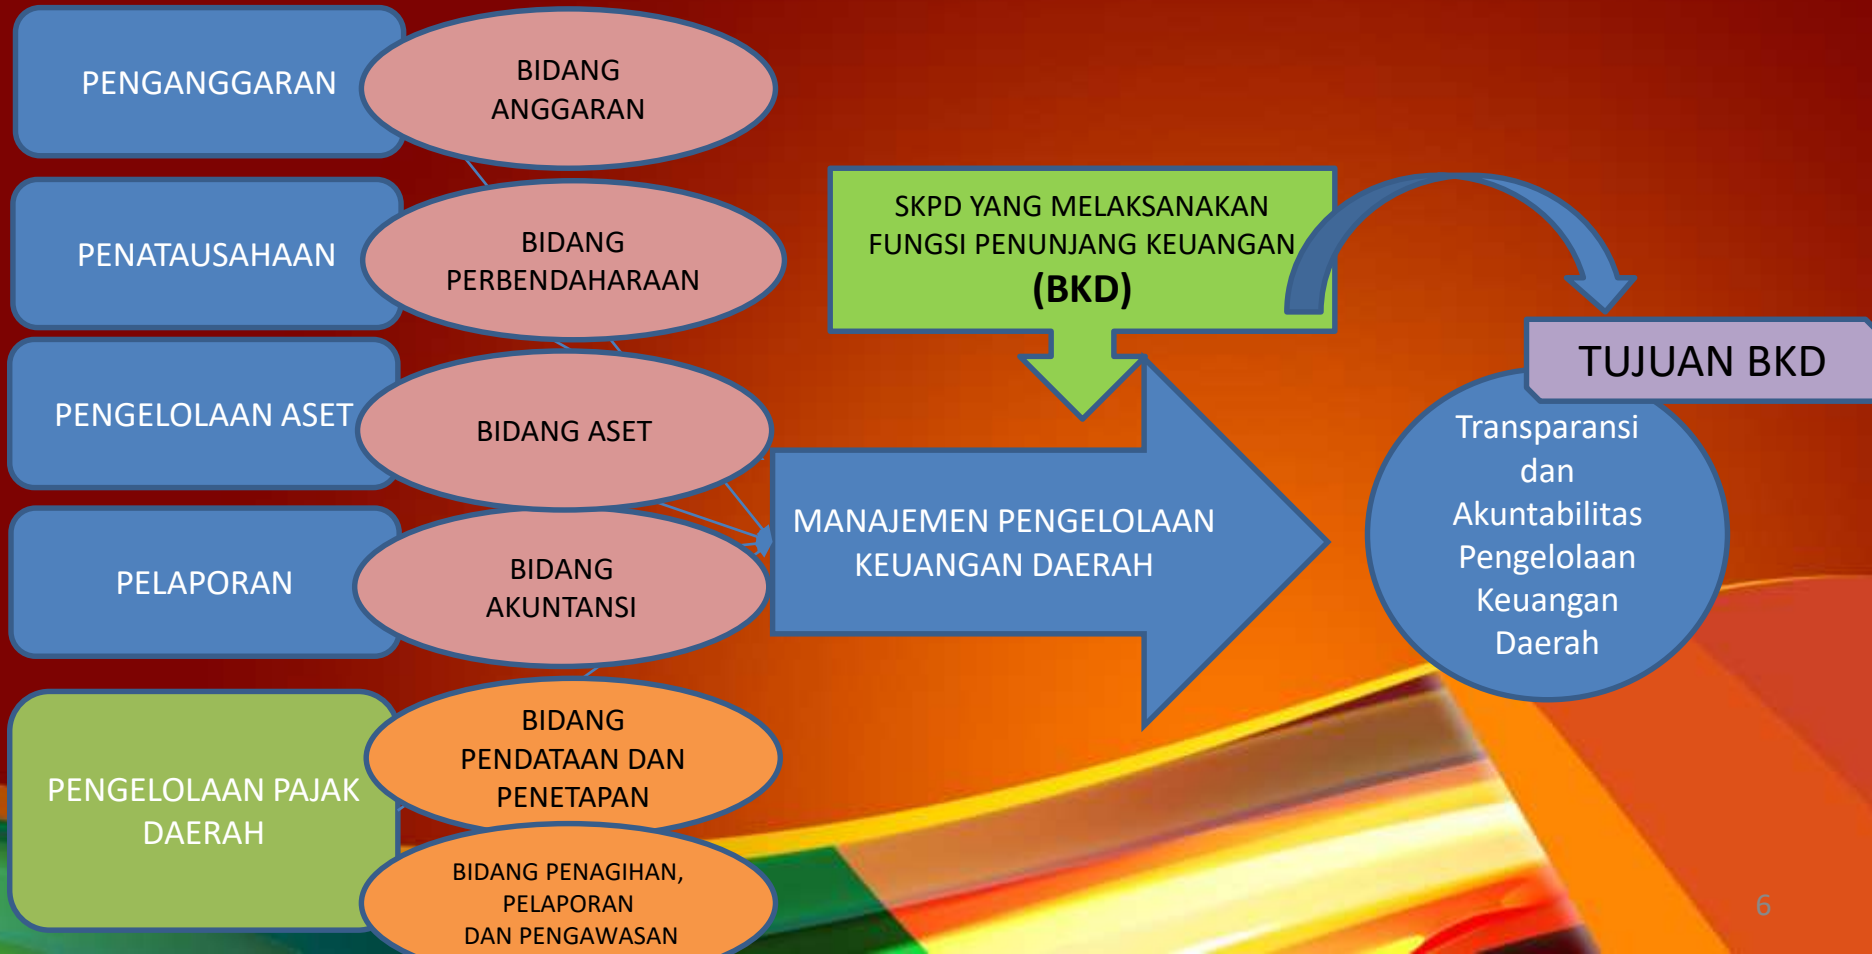 PENGANGGARAN
BIDANG
ANGGARAN
PENATAUSAHAAN
BIDANG
PERBENDAHARAAN
PENGELOLAAN ASET
BIDANG ASET
PELAPORAN
BIDANG
AKUNTANSI
PENGELOLAAN PAJAK
DAERAH
BIDANG
PENDATAAN DAN
PENETAPAN
BIDANG PENAGIHAN,
PELAPORAN
DAN PENGAWASAN
SKPD YANG MELAKSANAKAN
FUNGSI PENUNJANG KEUANGAN
(BKD)
MANAJEMEN PENGELOLAAN
KEUANGAN DAERAH
TUJUAN BKD
Transparansi
dan
Akuntabilitas
Pengelolaan
Keuangan
Daerah
6